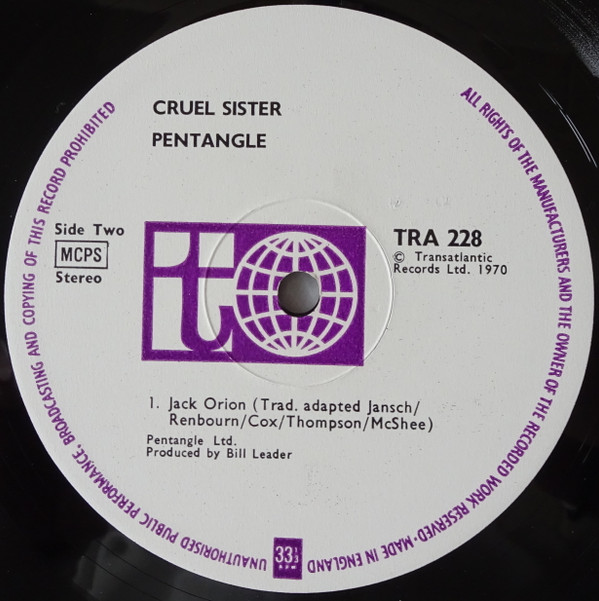 CRUEL SISTER
PENTANGLE
Side Two
MCPS
Stereo
it
TRA 228
© Transatlantic
Records Ltd. 1970
1. Jack Orion (Trad. adapted Jansch/
Renbourn/Cox/Thompson/McShee)
Pentangle Ltd.
Produced by Bill Leader
ALL RIGHTS OF THE MANUFACTURERS AND THE OWNER OF THE RECORDED WORK RESERVED · MADE IN ENGLAND
33⅓
UNAUTHORISED PUBLIC PERFORMANCE, BROADCASTING AND COPYING OF THIS RECORD PROHIBITED